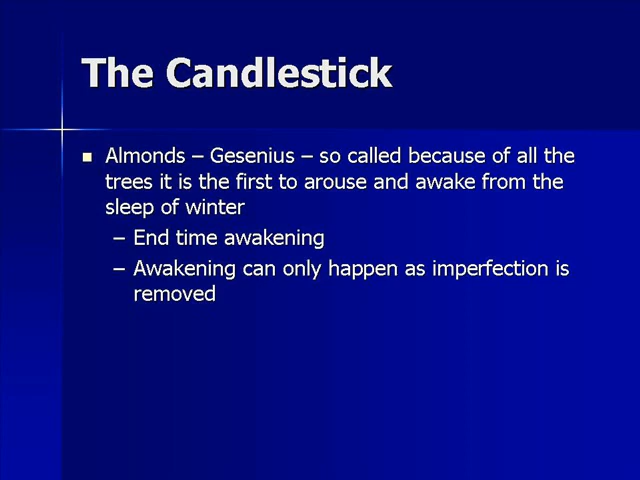 The Candlestick
Almonds – Gesenius – so called because of all the
trees it is the first to arouse and awake from the
sleep of winter
– End time awakening
– Awakening can only happen as imperfection is
removed